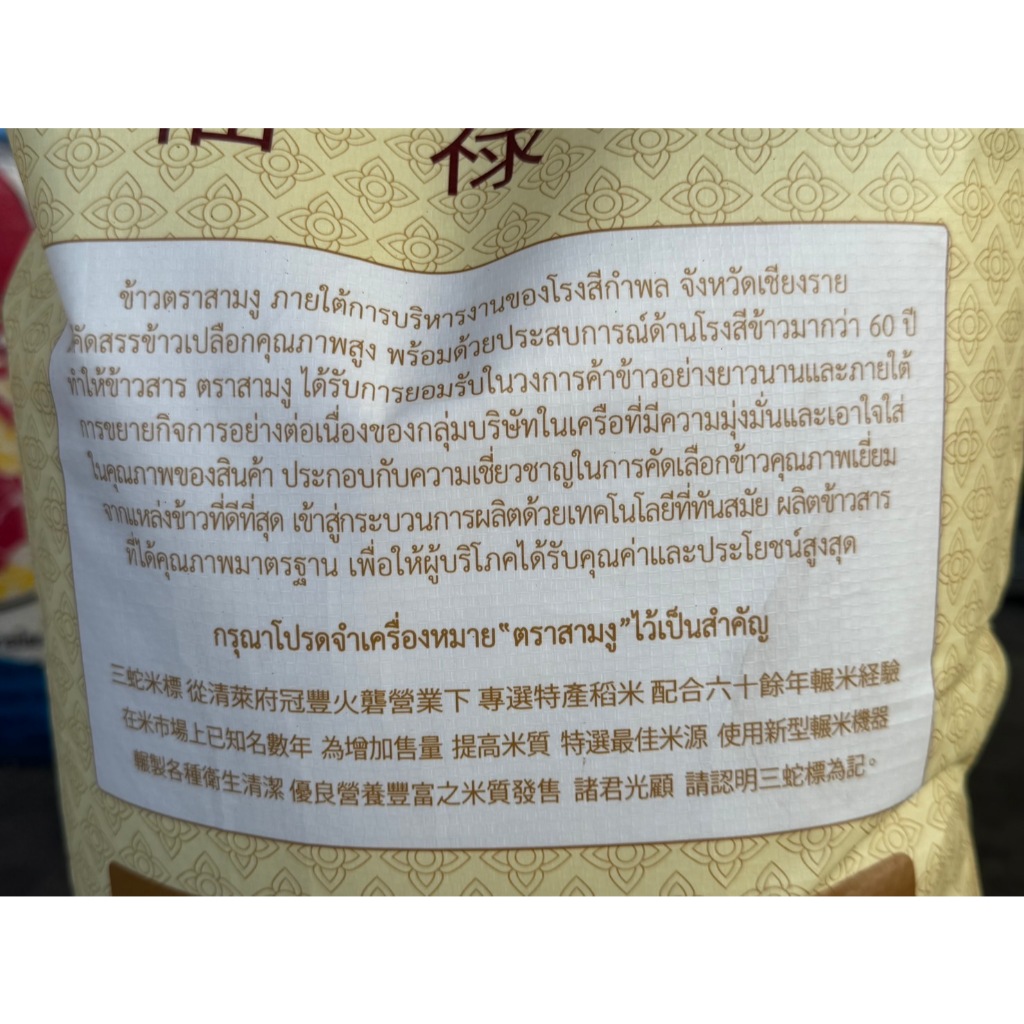 禄
ข้าวตราสามงู ภายใต้การบริหารงานของโรงสีกำพล จังหวัดเชียงราย
คัดสรรข้าวเปลือกคุณภาพสูง พร้อมด้วยประสบการณ์ด้านโรงสีข้าวมากว่า 60 ปี
ทำให้ข้าวสาร ตราสามงู ได้รับการยอมรับในวงการค้าข้าวอย่างยาวนานและภายใต้
การขยายกิจการอย่างต่อเนื่องของกลุ่มบริษัทในเครือที่มีความมุ่งมั่นและเอาใจใส่
ในคุณภาพของสินค้า ประกอบกับความเชี่ยวชาญในการคัดเลือกข้าวคุณภาพเยี่ยม
จากแหล่งข้าวที่ดีที่สุด เข้าสู่กระบวนการผลิตด้วยเทคโนโลยีที่ทันสมัย ผลิตข้าวสาร
ที่ได้คุณภาพมาตรฐาน เพื่อให้ผู้บริโภคได้รับคุณค่าและประโยชน์สูงสุด
กรุณาโปรดจำเครื่องหมาย "ตราสามงู" ไว้เป็นสำคัญ
三蛇米標 從清萊府冠豐火礱營業下 專選特產稻米 配合六十餘年輾米經驗
在米市場上已知名數年 為增加售量 提高米質 特選最佳米源 使用新型輾米機器
輾製各種衛生清潔 優良營養豐富之米質發售 諸君光顧 請認明三蛇標為記。